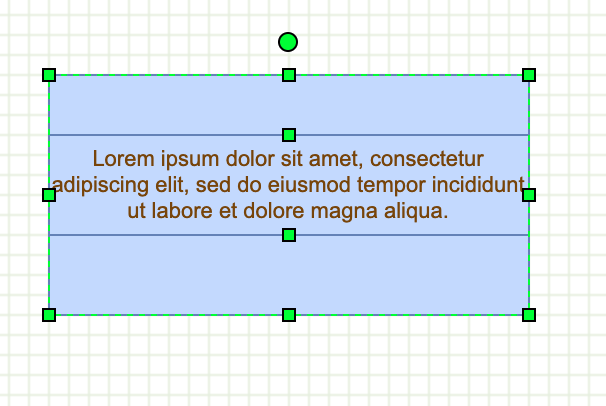 Lorem ipsum dolor sit amet, consectetur
adipiscing elit, sed do eiusmod tempor incididunt
ut labore et dolore magna aliqua.